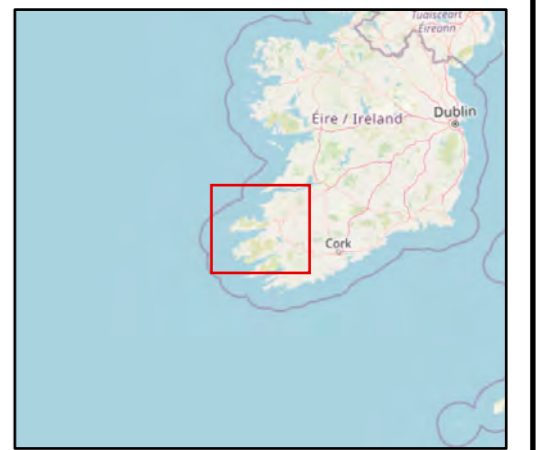 Tuaisceart
Éireann
Dublin
Éire / Ireland
Cork